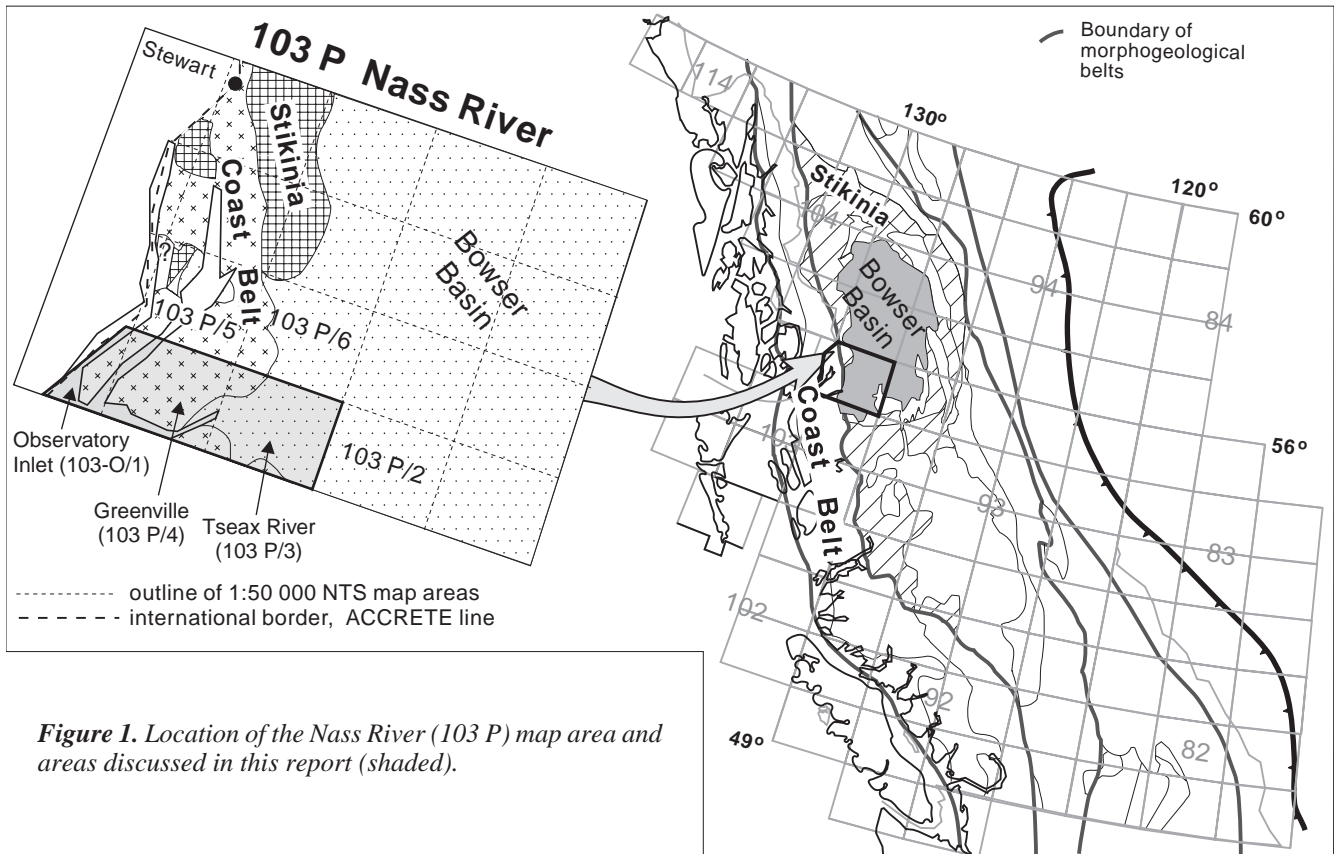 103 P Nass River
Stewart
Stikinia
Coast Belt
?
Bowser
Basin
103 P/5
103 P/6
103 P/2
Observatory
Inlet (103-O/1)
Greenville
(103 P/4)
Tseax River
(103 P/3)
outline of 1:50 000 NTS map areas
international border, ACCRETE line
Boundary of
morphogeological
belts
114
130°
120°
60°
Stikinia
104
94
84
Bowser
Basin
56°
Coast Belt
93
83
102
92
82
49°
Figure 1. Location of the Nass River (103 P) map area and
areas discussed in this report (shaded).